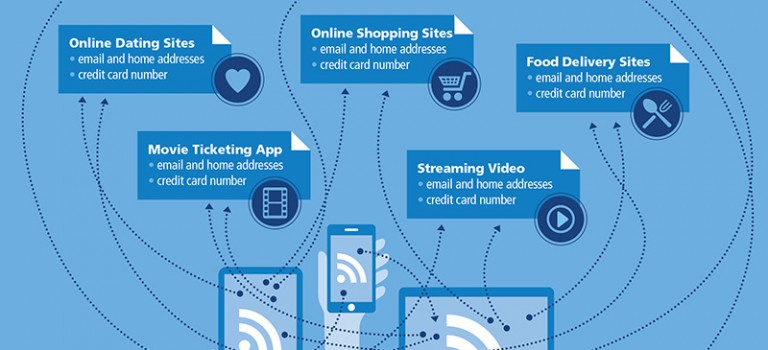 Online Dating Sites
• email and home addresses
• credit card number
Online Shopping Sites
• email and home addresses
• credit card number
Food Delivery Sites
• email and home addresses
• credit card number
Movie Ticketing App
• email and home addresses
• credit card number
Streaming Video
• email and home addresses
• credit card number